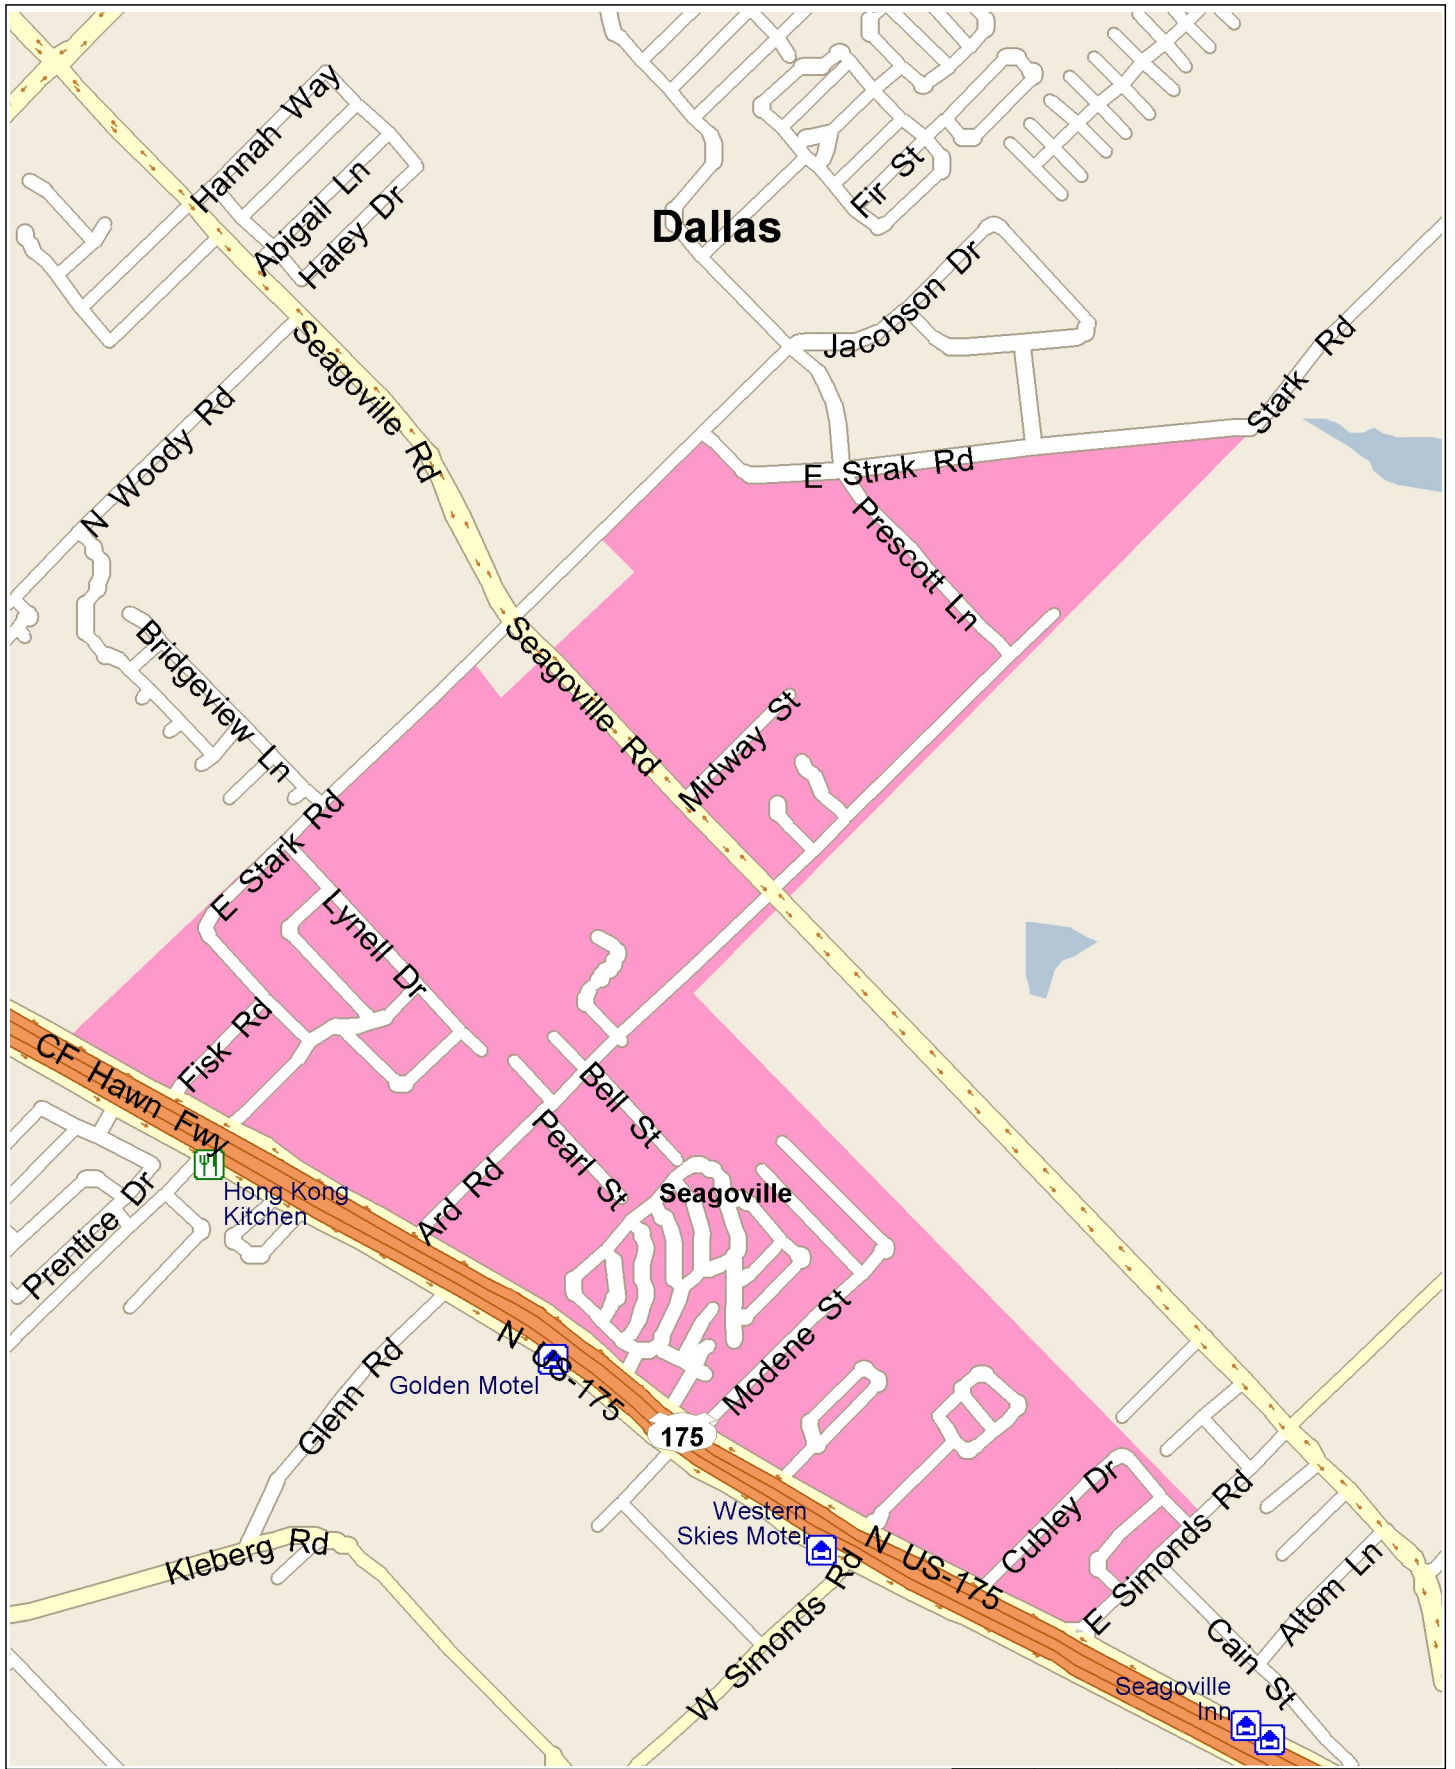 Hannah Way
Abigail Ln
Haley Dr
Fir St
Dallas
Jacobson Dr
Stark Rd
Seagoville Rd
N Woody Rd
E Strak Rd
Prescott Ln
Bridgeview Ln
Seagoville Rd
Midway St
E Stark Rd
Lynell Dr
Fisk Rd
CF Hawn Fwy
Bell St
Pearl St
Ard Rd
Seagoville
Hong Kong
Kitchen
Prentice Dr
Modene St
N US-175
Golden Motel
Glenn Rd
175
Cubley Dr
Western
Skies Motel
N US-175
E Simonds Rd
Kleberg Rd
W Simonds Rd
Altom Ln
Cain St
Seagoville
Inn